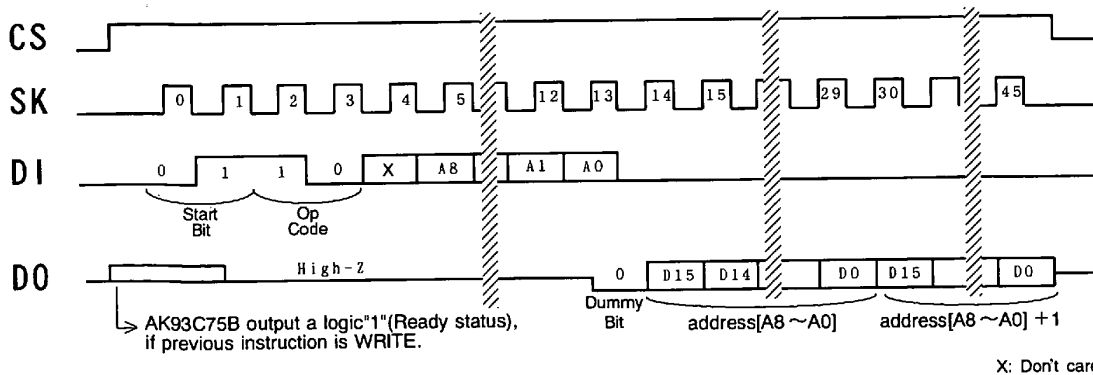 CS
SK 0 1 2 3 4 5 12 13 14 15 29 30 45
DI 0 1 1 0 X A8 A1 A0
Start Bit
Op Code
DO High-Z 0 D15 D14 D0 D15 D0
Dummy Bit
address[A8 ~A0]
address[A8 ~A0] +1
AK93C75B output a logic"1"(Ready status),
if previous instruction is WRITE.
X: Don't care